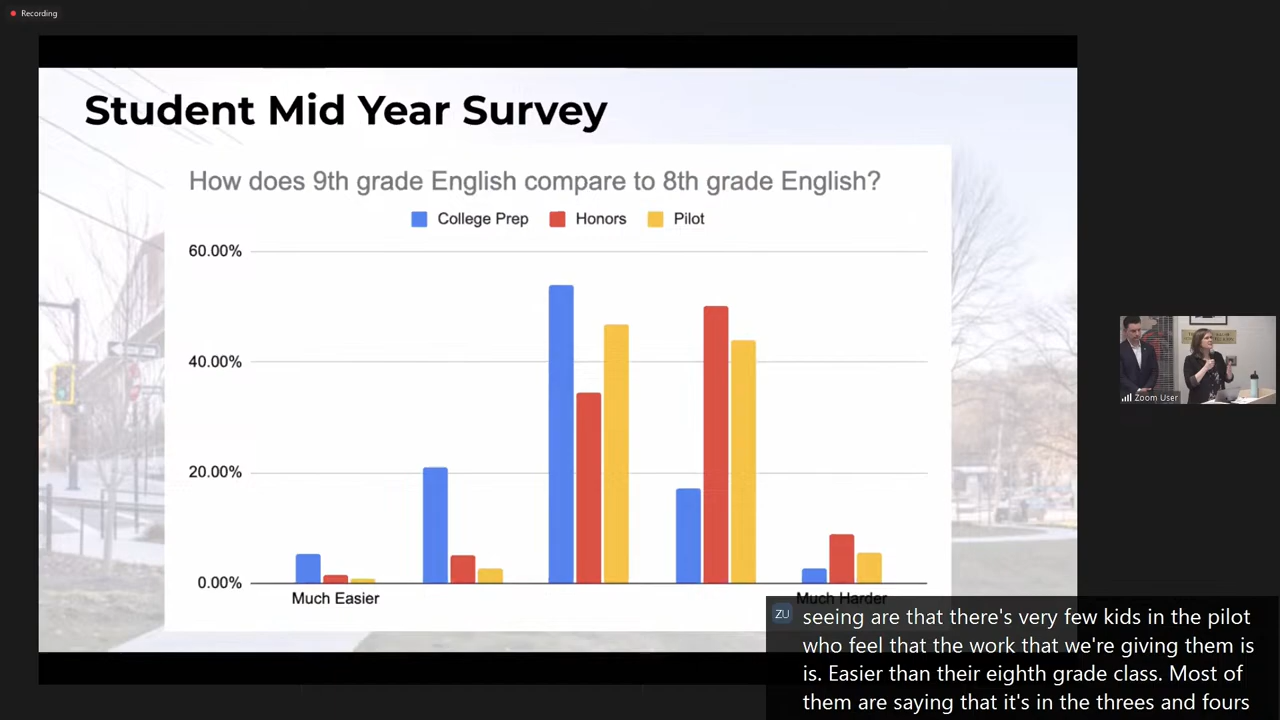 Recording
Student Mid Year Survey
How does 9th grade English compare to 8th grade English?
College Prep Honors Pilot
60.00%
40.00%
20.00%
0.00%
Much Easier Much Harder
Zoom User
ZU
seeing are that there's very few kids in the pilot
who feel that the work that we're giving them is
is. Easier than their eighth grade class. Most of
them are saying that it's in the threes and fours